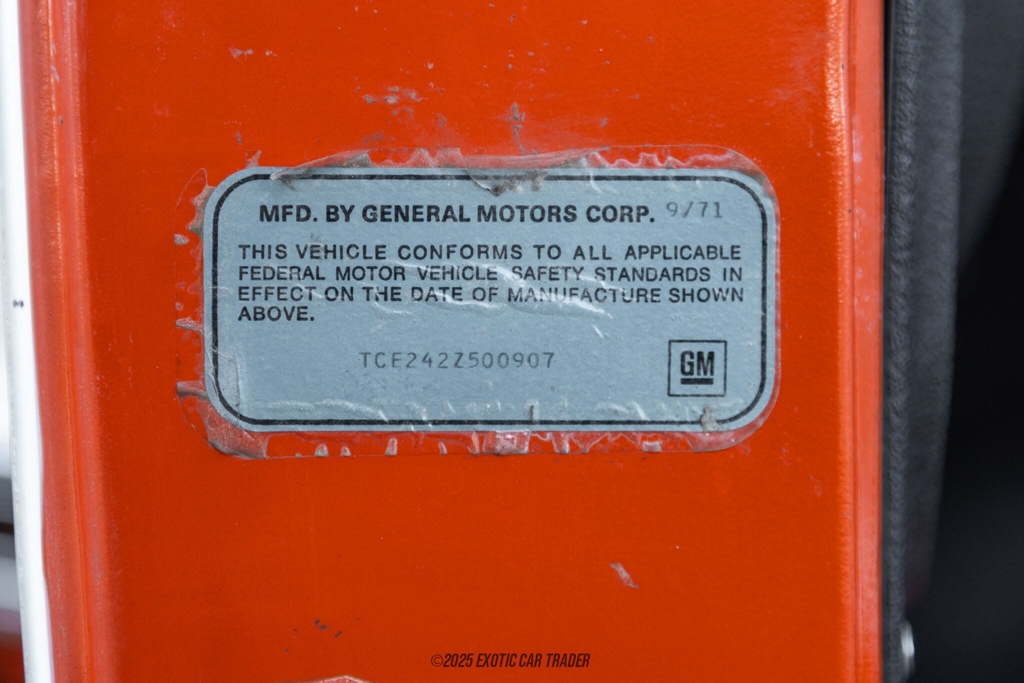 MFD. BY GENERAL MOTORS CORP. 9/71
THIS VEHICLE CONFORMS TO ALL APPLICABLE
FEDERAL MOTOR VEHICLE SAFETY STANDARDS IN
EFFECT ON THE DATE OF MANUFACTURE SHOWN
ABOVE.
TCE242Z500907
GM
©2025 EXOTIC CAR TRADER